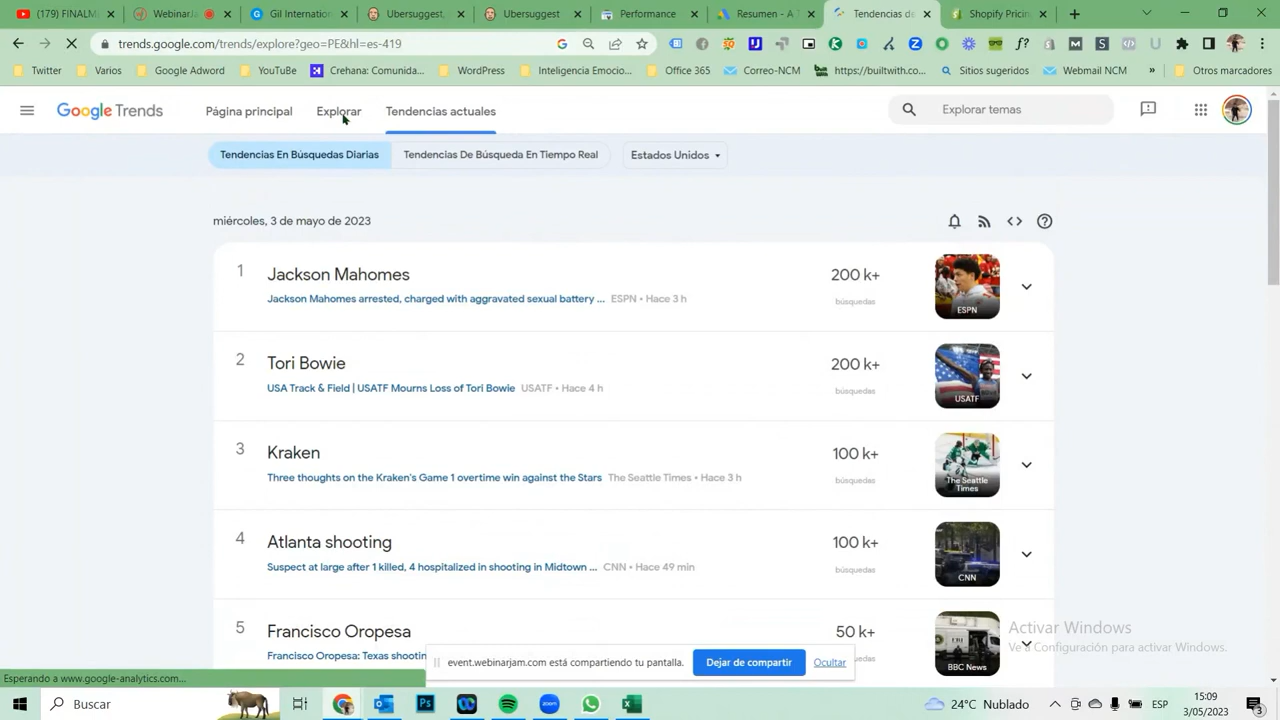 (179) FINAL
WebinarJa
Gil Internation
Ubersuggest,
Ubersuggest
Performance
Resumen - A
Tendencias de
Shopify Pricin
trends.google.com/trends/explore?geo=PE&hl=es-419
Twitter
Varios
Google Adword
YouTube
Crehana: Comunida...
WordPress
Inteligencia Emocio...
Office 365
Correo-NCM
https://builtwith.co...
Sitios sugeridos
Webmail NCM
»
Otros marcadores
Google Trends
Página principal
Explorar
Tendencias actuales
Explorar temas
Tendencias En Búsquedas Diarias
Tendencias De Búsqueda En Tiempo Real
Estados Unidos
miércoles, 3 de mayo de 2023
1
Jackson Mahomes
Jackson Mahomes arrested, charged with aggravated sexual battery ... ESPN • Hace 3 h
200 k+
búsquedas
ESPN
2
Tori Bowie
USA Track & Field | USATF Mourns Loss of Tori Bowie USATF • Hace 4 h
200 k+
búsquedas
USATF
3
Kraken
Three thoughts on the Kraken's Game 1 overtime win against the Stars The Seattle Times • Hace 3 h
100 k+
búsquedas
The Seattle
Times
4
Atlanta shooting
Suspect at large after 1 killed, 4 hospitalized in shooting in Midtown ... CNN • Hace 49 min
100 k+
búsquedas
CNN
5
Francisco Oropesa
Francisco Oropesa: Texas shootin
50 k+
uedas
BBC News
Activar Windows
Ve a Configuración para activar Windows.
event.webinarjam.com está compartiendo tu pantalla.
Dejar de compartir
Ocultar
Esperando a www.google-analytics.com...
Buscar
24°C Nublado
ESP
15:09
3/05/2023
3